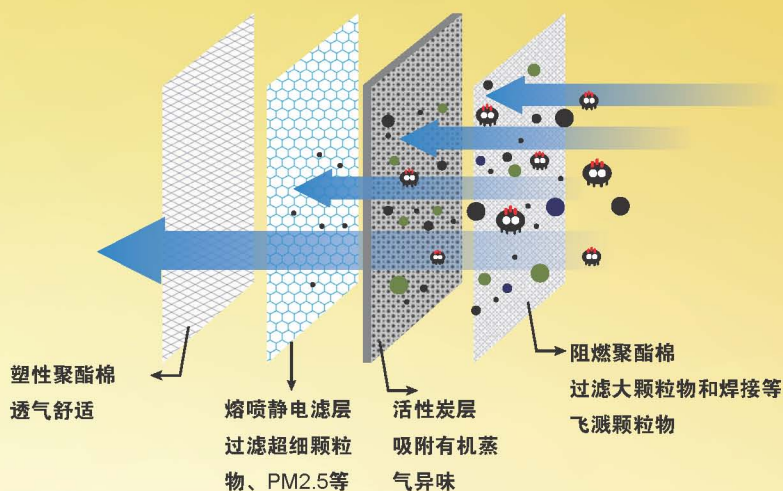 塑性聚酯棉
透气舒适
熔喷静电滤层
过滤超细颗粒
物、PM2.5等
活性炭层
吸附有机蒸
气异味
阻燃聚酯棉
过滤大颗粒物和焊接等
飞溅颗粒物